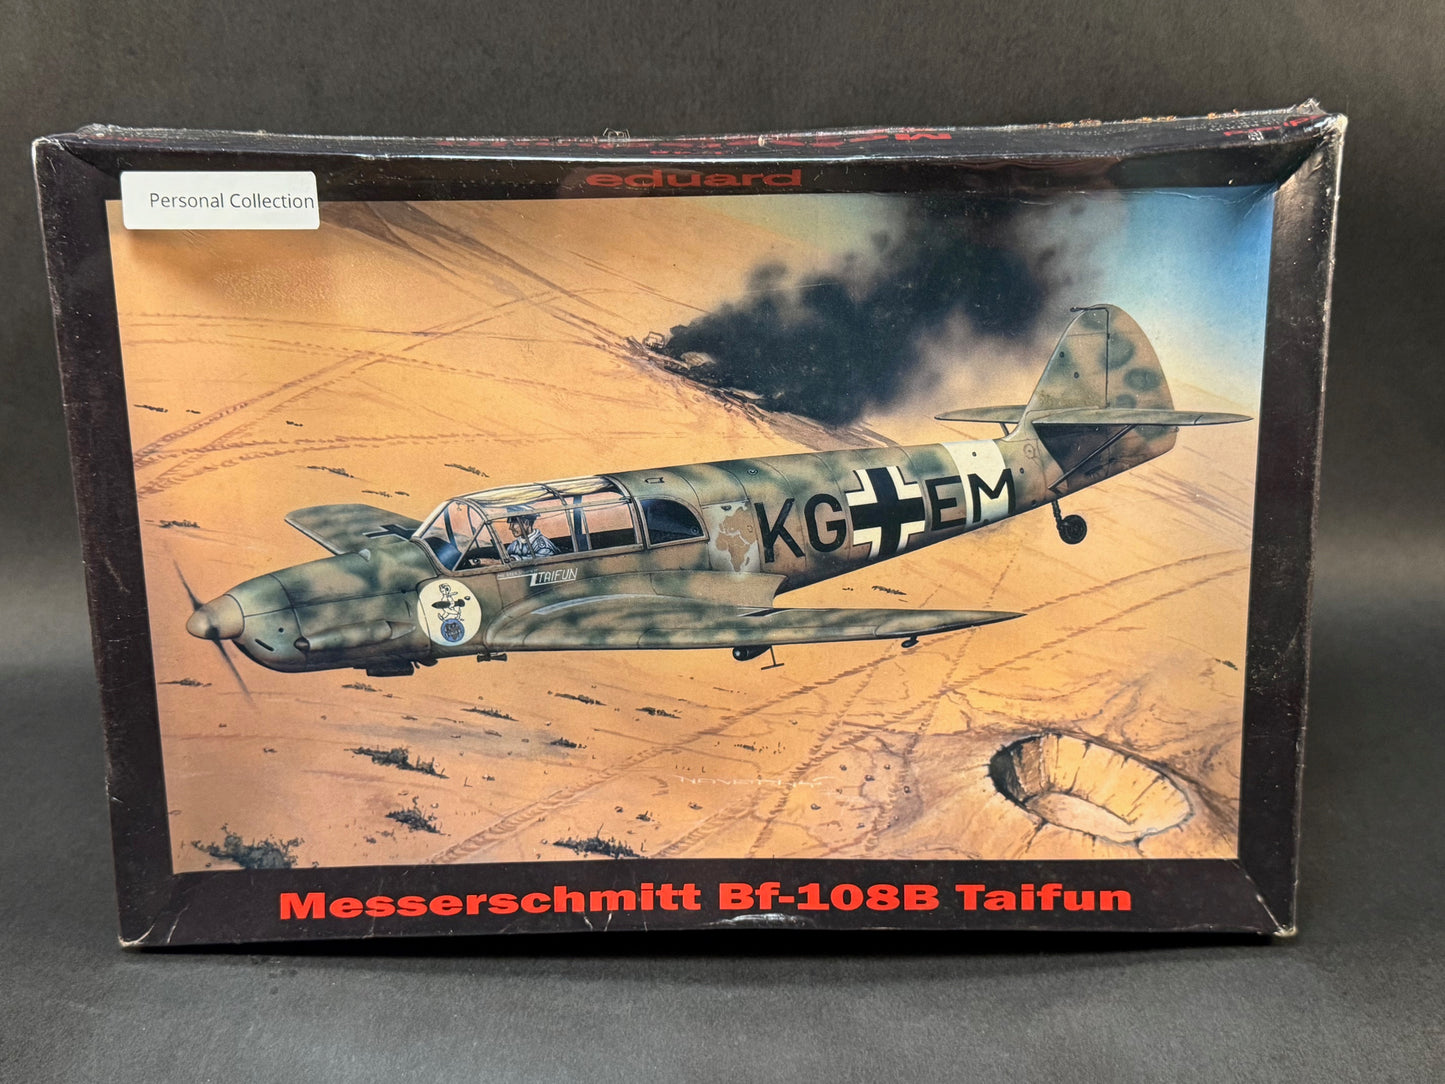 eduard
Personal Collection
KG EM
TAIFUN
Messerschmitt Bf-108B Taifun